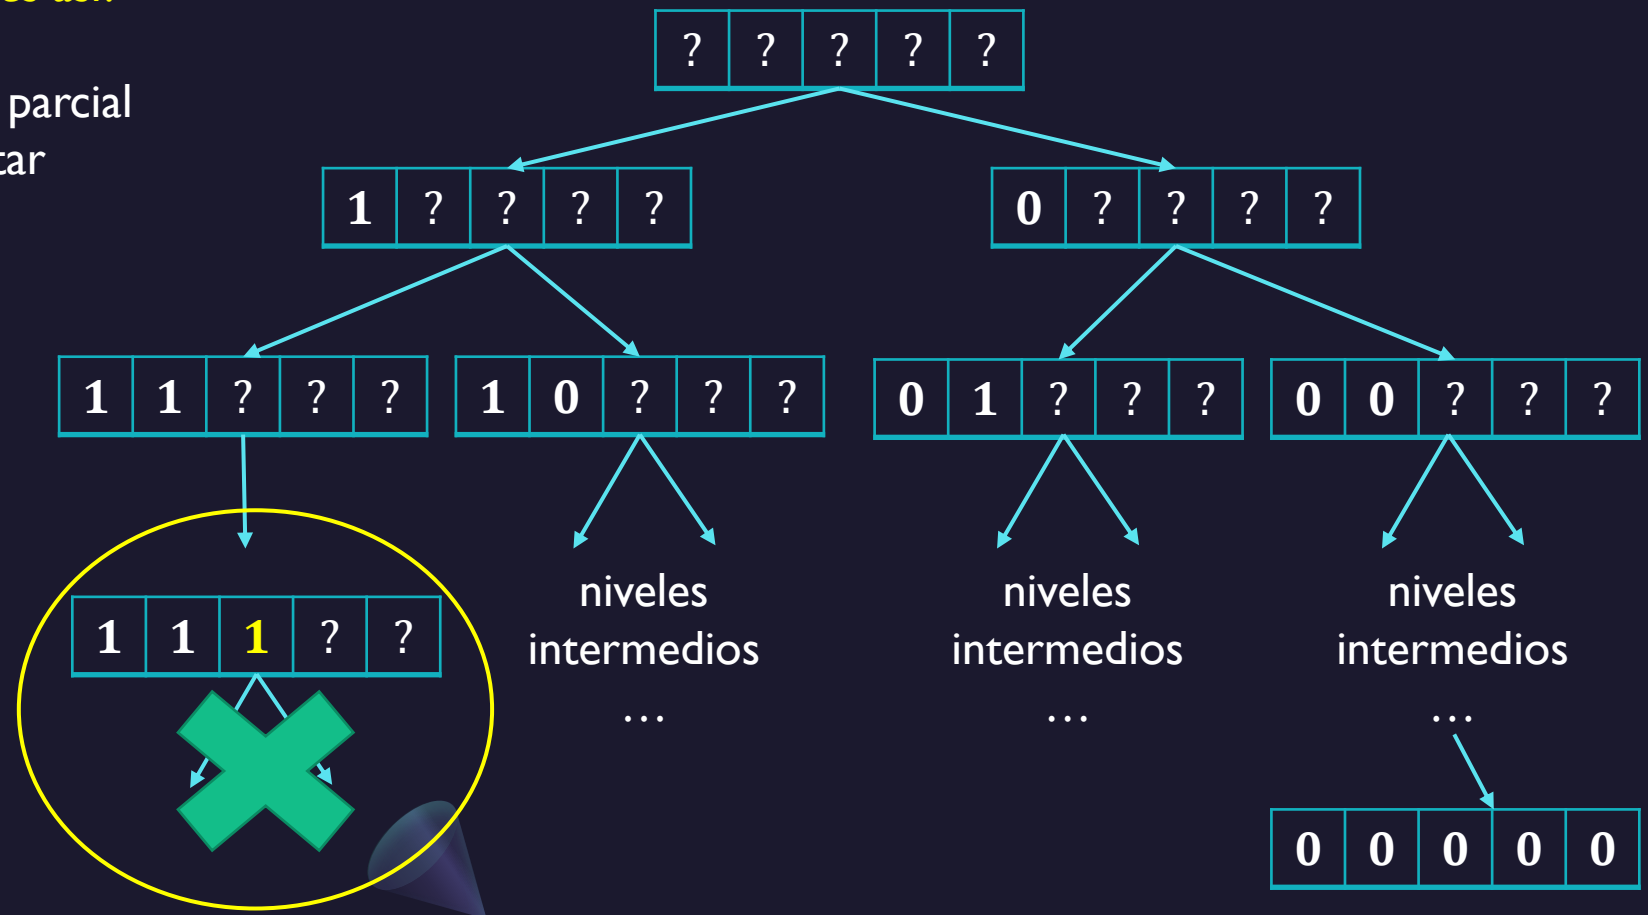 ? ? ? ? ?
parcial
1 ? ? ? ?
0 ? ? ? ?
1 1 ? ? ?
1 0 ? ? ?
0 1 ? ? ?
0 0 ? ? ?
1 1 1 ? ?
niveles
intermedios
...
niveles
intermedios
...
niveles
intermedios
...
0 0 0 0 0